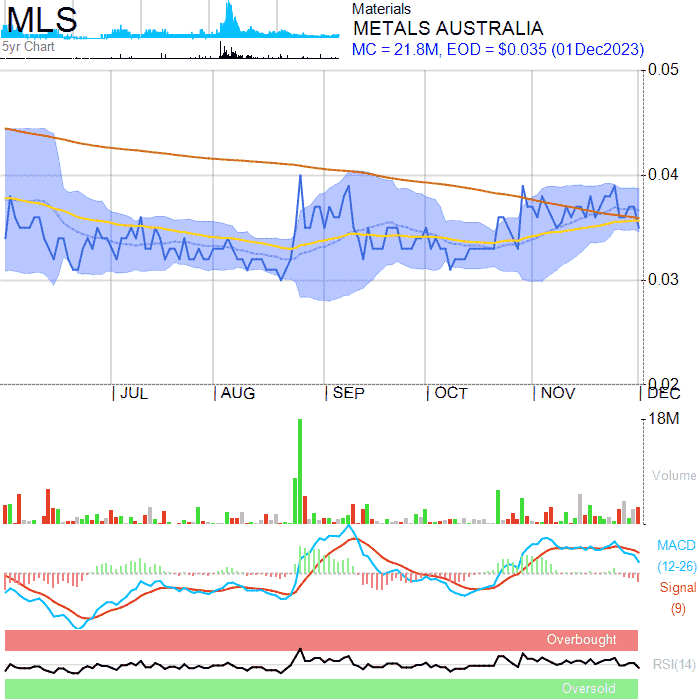 MLS
5yr Chart
Materials
METALS AUSTRALIA
MC = 21.8M, EOD = $0.035 (01Dec2023)
0.05
0.04
0.03
0.02
JUL AUG SEP OCT NOV DEC
18M
Volume
MACD
(12-26)
Signal
(9)
Overbought
RSI(14)
Oversold